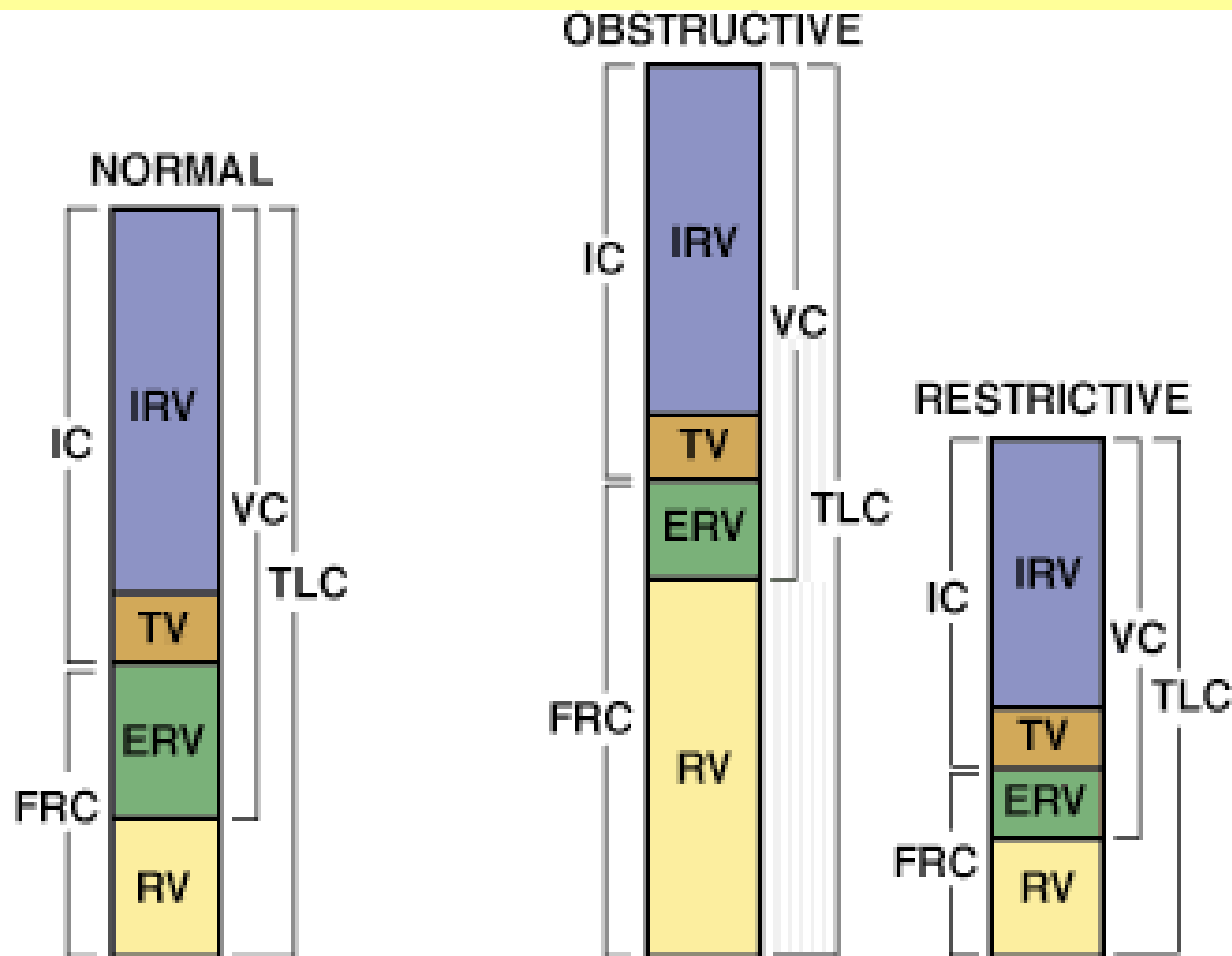 NORMAL
IC
IRV
TV
ERV
RV
FRC
VC
TLC
OBSTRUCTIVE
IC
IRV
TV
ERV
RV
FRC
VC
TLC
RESTRICTIVE
IC
IRV
TV
ERV
RV
FRC
VC
TLC